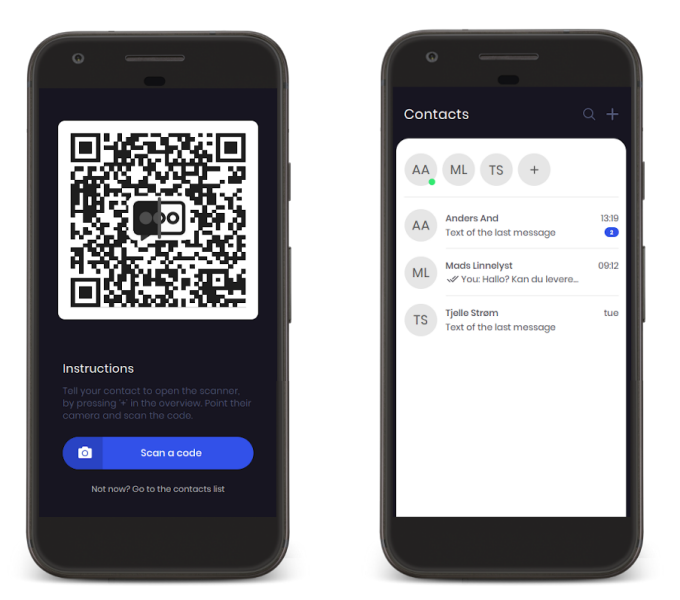 Instructions
Tell your contact to open the scanner,
by pressing '+' in the overview. Point their
camera and scan the code.
Scan a code
Not now? Go to the contacts list
Contacts
AA
ML
TS
+
AA
Anders And
13:19
Text of the last message
2
ML
Mads Linnelyst
09:12
You: Hallo? Kan du levere...
TS
Tjelle Strøm
tue
Text of the last message